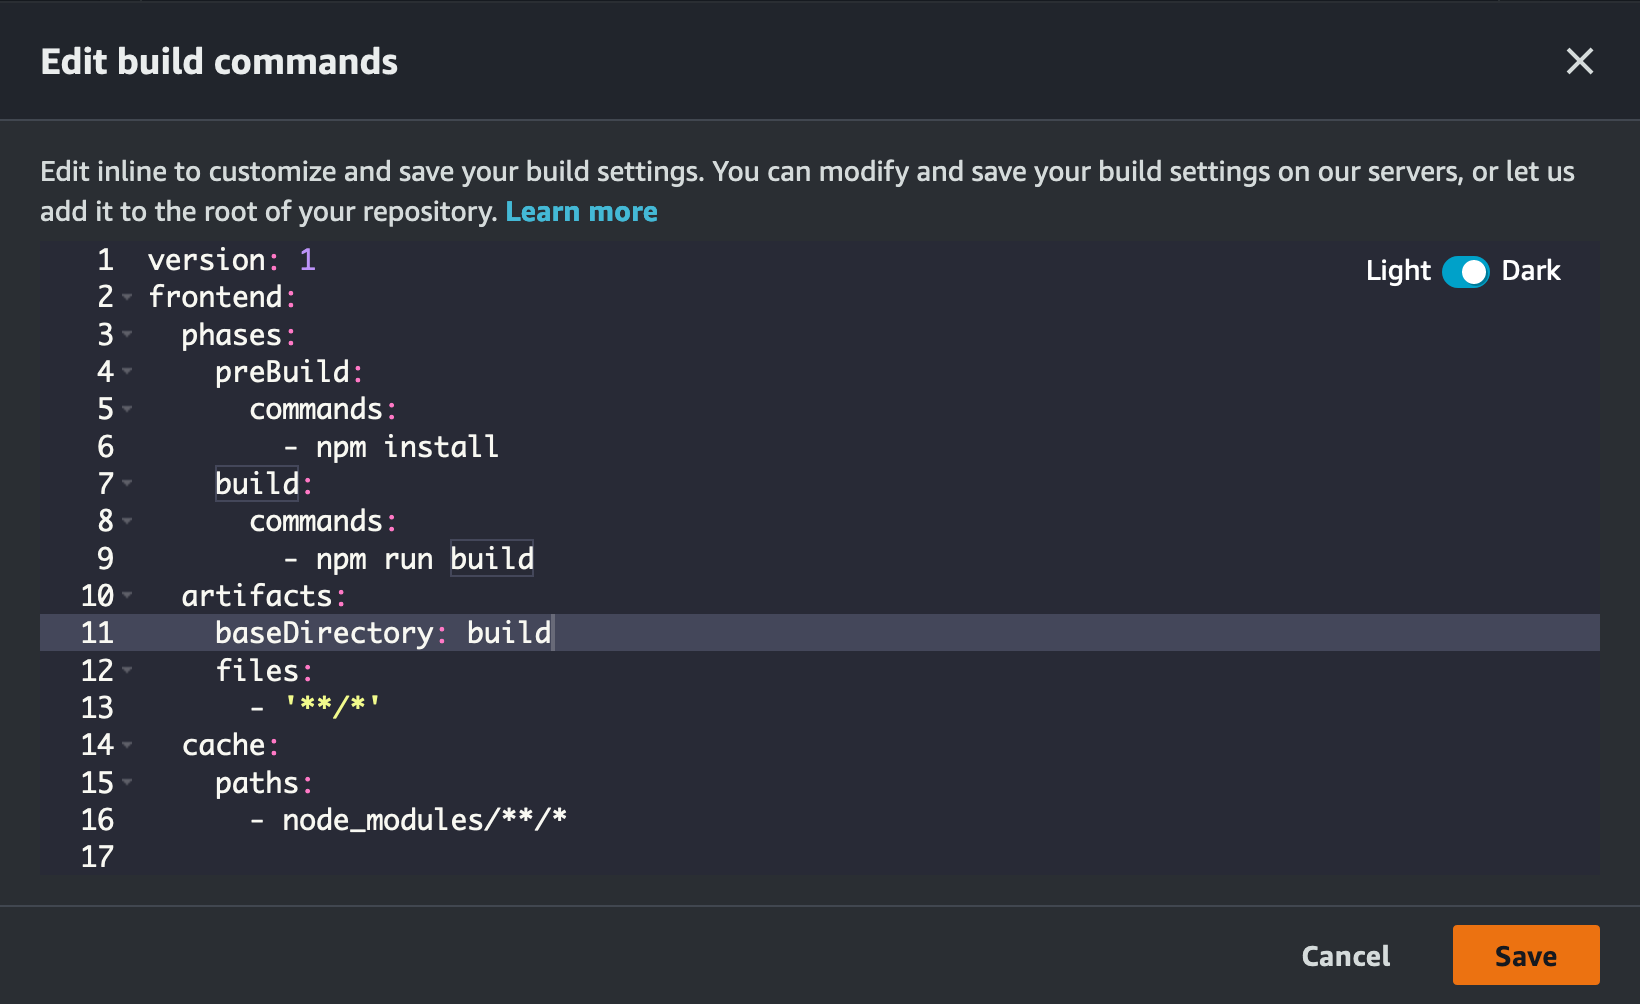 Edit build commands
Edit inline to customize and save your build settings. You can modify and save your build settings on our servers, or let us
add it to the root of your repository. Learn more
Light Dark
1 version: 1
2 frontend:
3   phases:
4     preBuild:
5       commands:
6         - npm install
7     build:
8       commands:
9         - npm run build
10   artifacts:
11     baseDirectory: build
12     files:
13       - '**/*'
14   cache:
15     paths:
16       - node_modules/**/*
17
Cancel Save